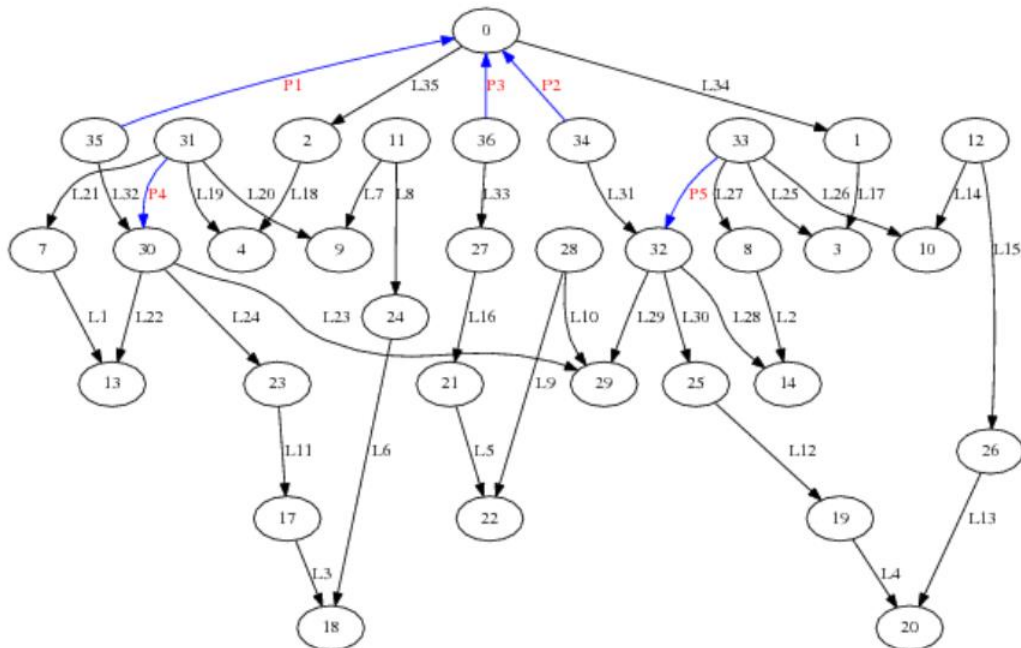 0
P1 L35 P3 P2 L34
35 31 2 11 36 34 33 1 12
L21 L32 P4 L19 L20 L18 L7 L8 L33 L31 P5 L27 L25 L26 L17 L14
7 30 4 9 27 28 32 8 3 10 L15
L1 L22 L24 L23 24 L16 L10 L29 L30 L28 L2
13 23 21 L9 29 25 14
L11 L6 L5 L12 26
17 22 19 L13
L3 L4
18 20